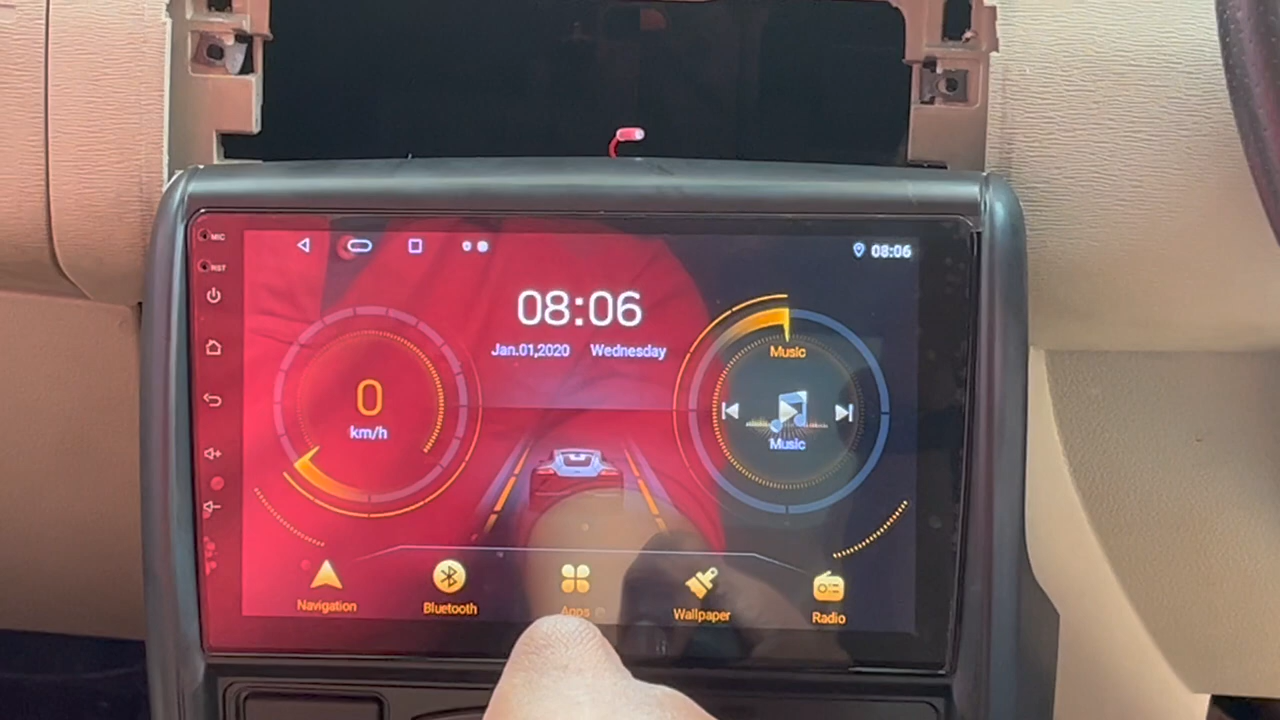 MIC
RST
08:06
08:06
Jan.01,2020 Wednesday
0
km/h
Music
Music
Navigation
Bluetooth
Apps
Wallpaper
Radio